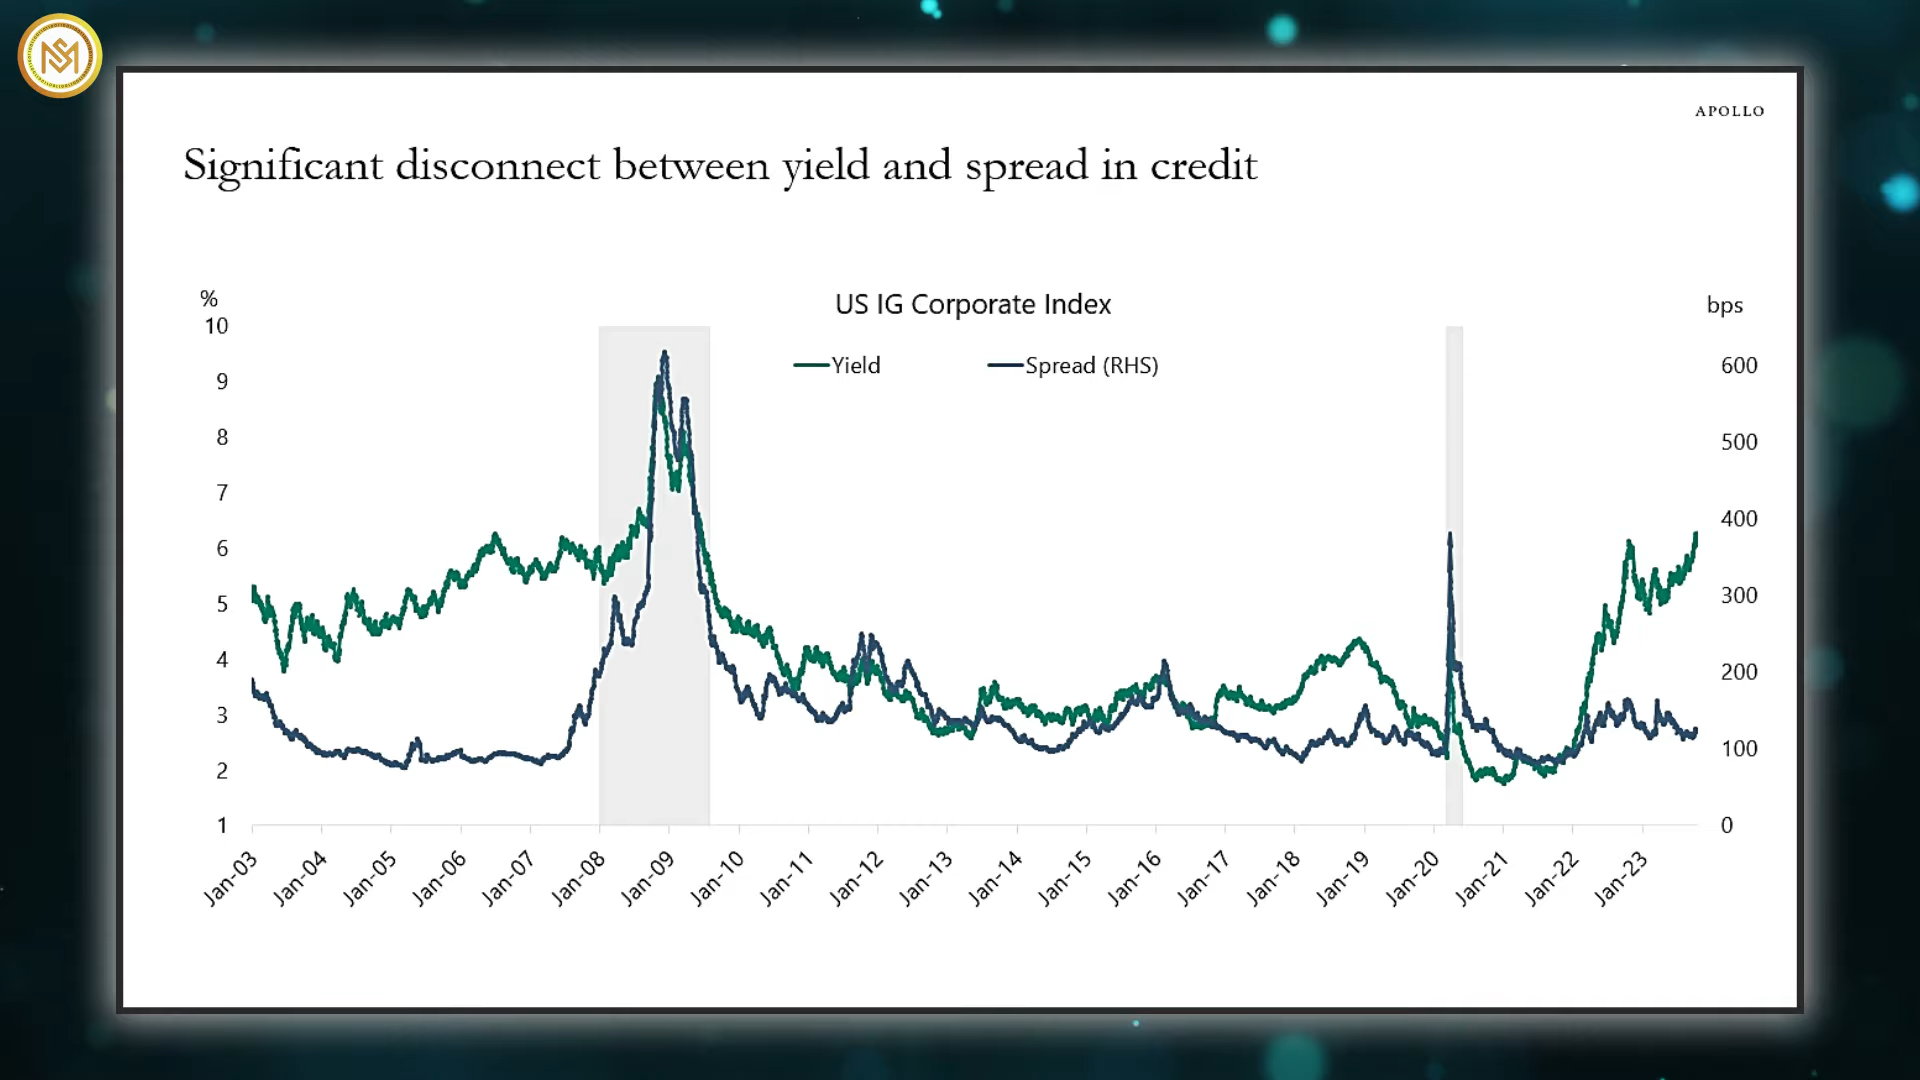 APOLLO
Significant disconnect between yield and spread in credit
US IG Corporate Index
%
bps
Yield
Spread (RHS)
10
9
8
7
6
5
4
3
2
1
600
500
400
300
200
100
0
Jan-03
Jan-04
Jan-05
Jan-06
Jan-07
Jan-08
Jan-09
Jan-10
Jan-11
Jan-12
Jan-13
Jan-14
Jan-15
Jan-16
Jan-17
Jan-18
Jan-19
Jan-20
Jan-21
Jan-22
Jan-23